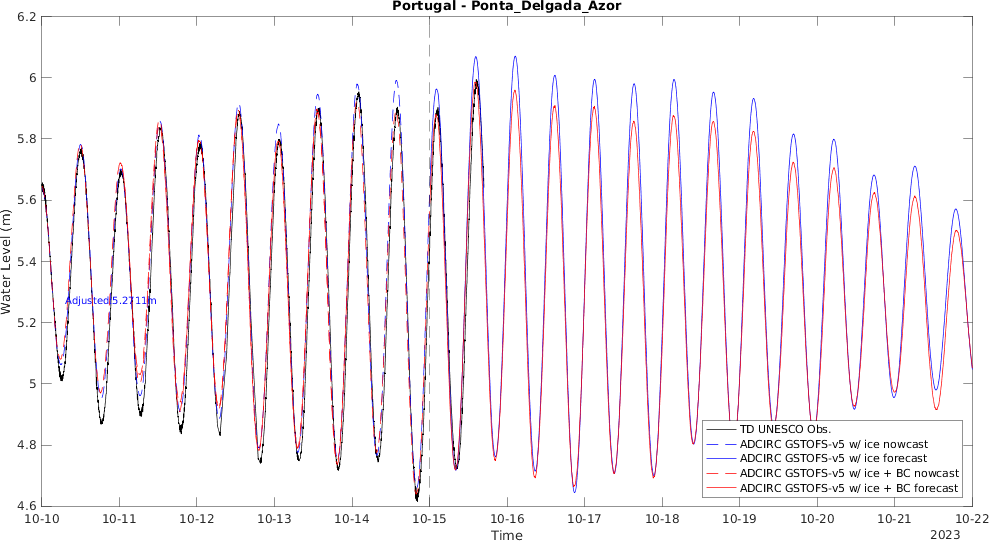 Portugal - Ponta_Delgada_Azor
6.2
6
5.8
5.6
5.4
5.2
5
4.8
4.6
Water Level (m)
Adjusted:5.2711m
TD UNESCO Obs.
ADCIRC GSTOFS-v5 w/ ice nowcast
ADCIRC GSTOFS-v5 w/ ice forecast
ADCIRC GSTOFS-v5 w/ ice + BC nowcast
ADCIRC GSTOFS-v5 w/ ice + BC forecast
10-10 10-11 10-12 10-13 10-14 10-15 10-16 10-17 10-18 10-19 10-20 10-21 10-22
Time
2023